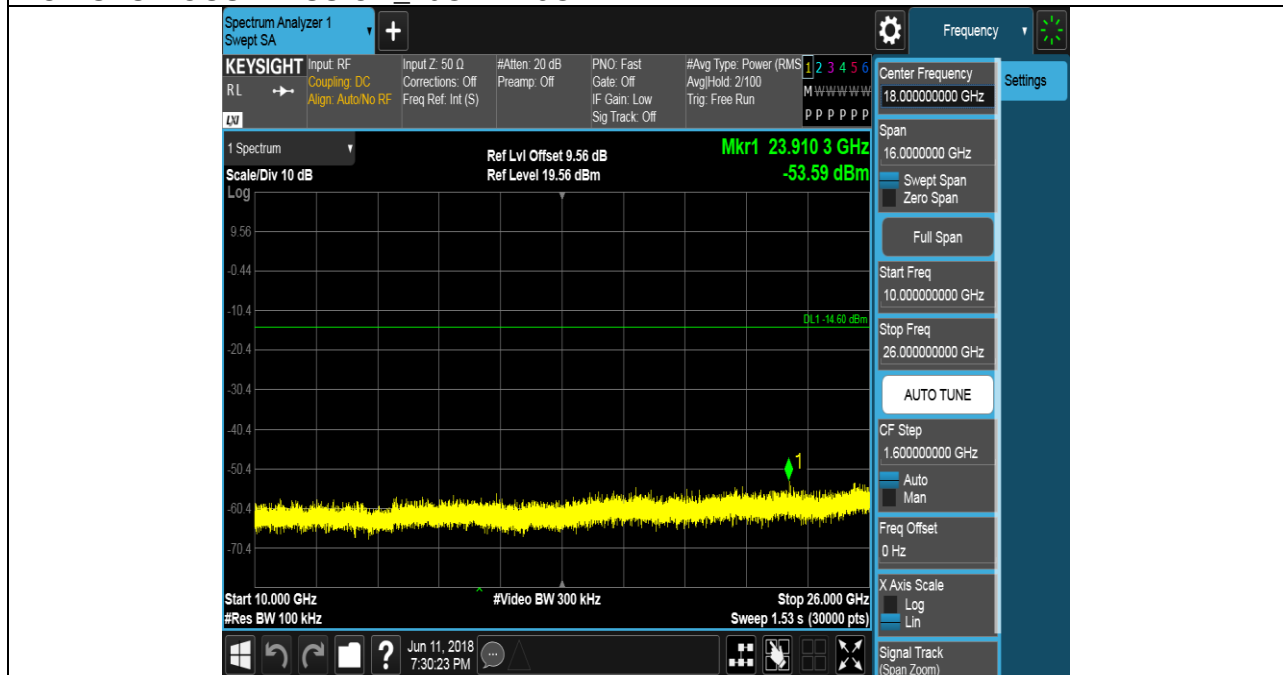 Spectrum Analyzer 1
Swept SA
+
Frequency
KEYSIGHT
RL
LXI
Input: RF
Coupling: DC
Align: Auto/No RF
Input Z: 50 Ω
Corrections: Off
Freq Ref: Int (S)
#Atten: 20 dB
Preamp: Off
PNO: Fast
Gate: Off
IF Gain: Low
Sig Track: Off
#Avg Type: Power (RMS
Avg|Hold: 2/100
Trig: Free Run
1 2 3 4 5 6
M W W W W W
P P P P P P
Center Frequency
18.000000000 GHz
Settings
Span
16.0000000 GHz
Swept Span
Zero Span
Full Span
Start Freq
10.000000000 GHz
Stop Freq
26.000000000 GHz
AUTO TUNE
CF Step
1.600000000 GHz
Auto
Man
Freq Offset
0 Hz
X Axis Scale
Log
Lin
Signal Track
(Span Zoom)
1 Spectrum
Scale/Div 10 dB
Ref Lvl Offset 9.56 dB
Ref Level 19.56 dBm
Mkr1 23.910 3 GHz
-53.59 dBm
Log
9.56
-0.44
-10.4
DL1 -14.60 dBm
-20.4
-30.4
-40.4
-50.4
1
-60.4
-70.4
Start 10.000 GHz
#Video BW 300 kHz
Stop 26.000 GHz
#Res BW 100 kHz
Sweep 1.53 s (30000 pts)
?
Jun 11, 2018
7:30:23 PM